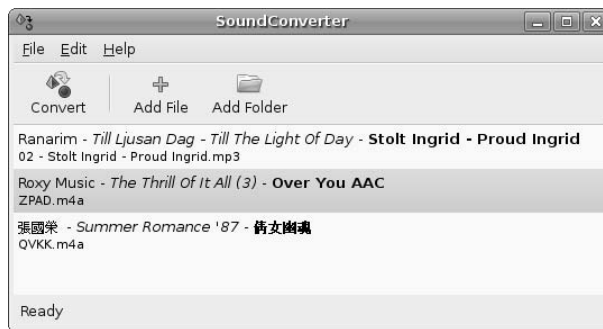 SoundConverter
File Edit Help
Convert Add File Add Folder
Ranarim - Till Ljusan Dag - Till The Light Of Day - Stolt Ingrid - Proud Ingrid
02 - Stolt Ingrid - Proud Ingrid.mp3
Roxy Music - The Thrill Of It All (3) - Over You AAC
ZPAD.m4a
張國榮 - Summer Romance '87 - 倩女幽魂
QVKK.m4a
Ready